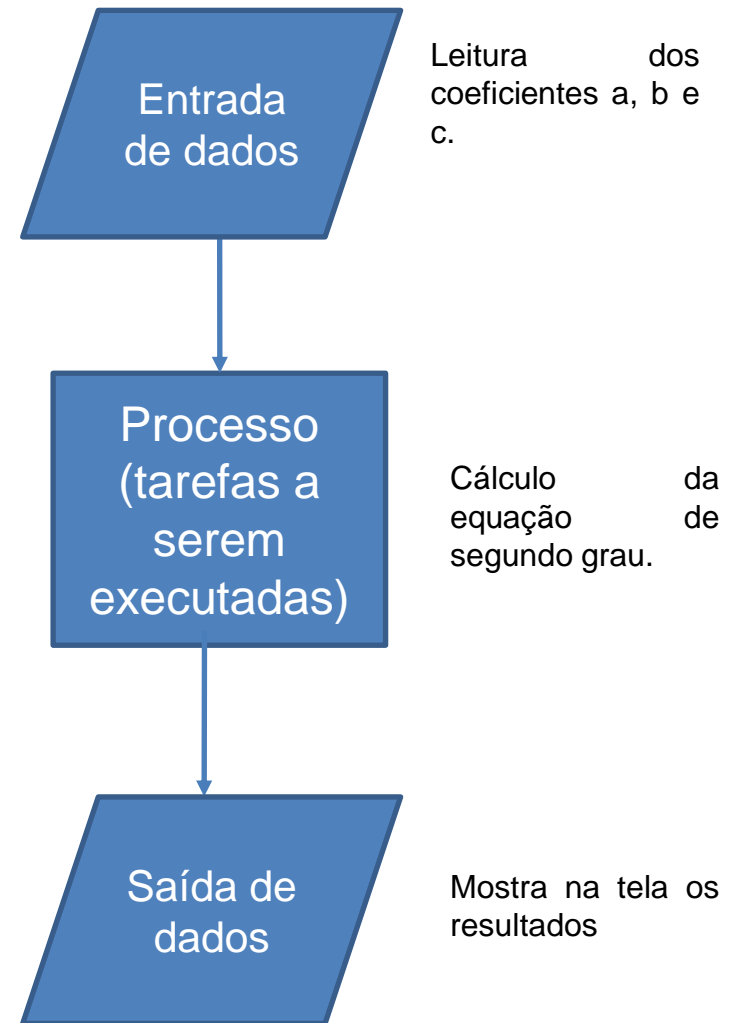 Entrada
de dados
Leitura dos
coeficientes a, b e
c.
Processo
(tarefas a
serem
executadas)
Cálculo da
equação de
segundo grau.
Saída de
dados
Mostra na tela os
resultados